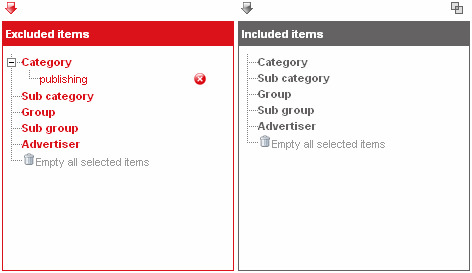 Excluded items
Category
publishing
Sub category
Group
Sub group
Advertiser
Empty all selected items
Included items
Category
Sub category
Group
Sub group
Advertiser
Empty all selected items